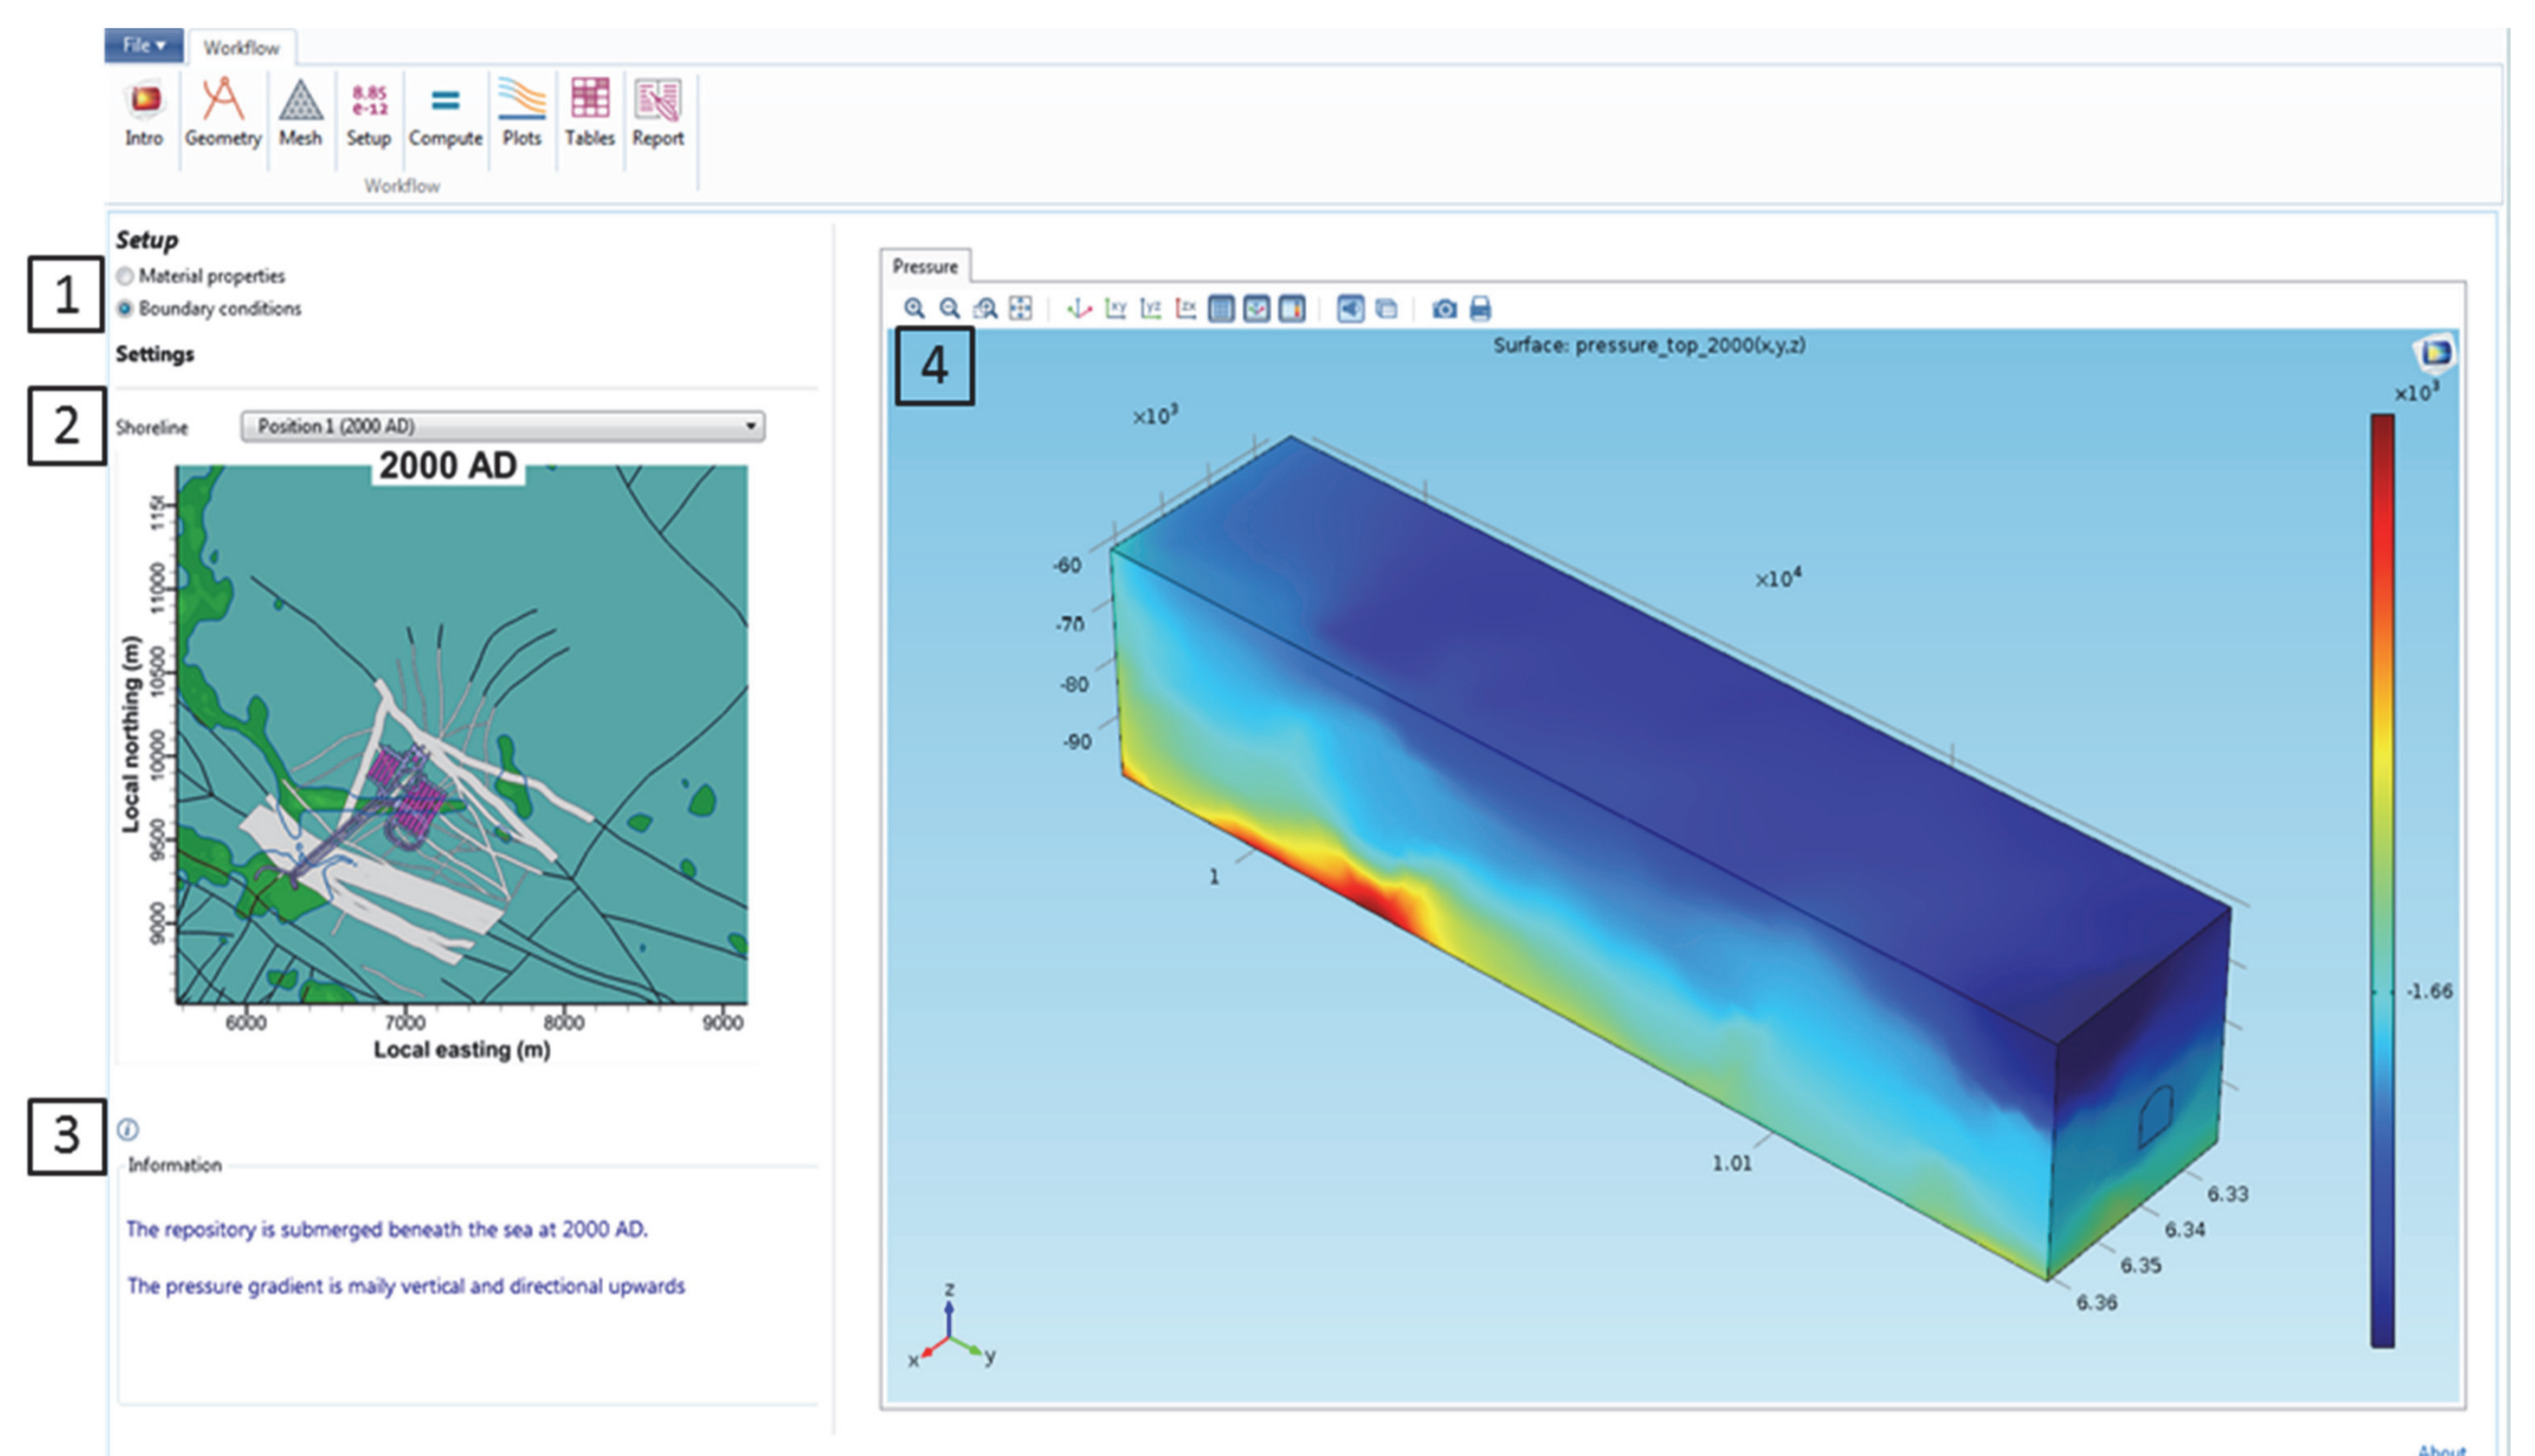 File ▾ Workflow
8.85
e-12
Intro Geometry Mesh Setup Compute Plots Tables Report
Workflow
Setup
1
Material properties
Boundary conditions
Settings
2
Shoreline Position 1 (2000 AD)
2000 AD
Local northing (m)
1150
11000
10500
10000
9500
9000
6000 7000 8000 9000
Local easting (m)
3
Information
The repository is submerged beneath the sea at 2000 AD.
The pressure gradient is maily vertical and directional upwards
Pressure
xy yz zx
4
Surface: pressure_top_2000(x,y,z)
×10³
×10³
×10⁴
-60
-70
-80
-90
1
1.01
6.33
6.34
6.35
6.36
-1.66
z
x y
About